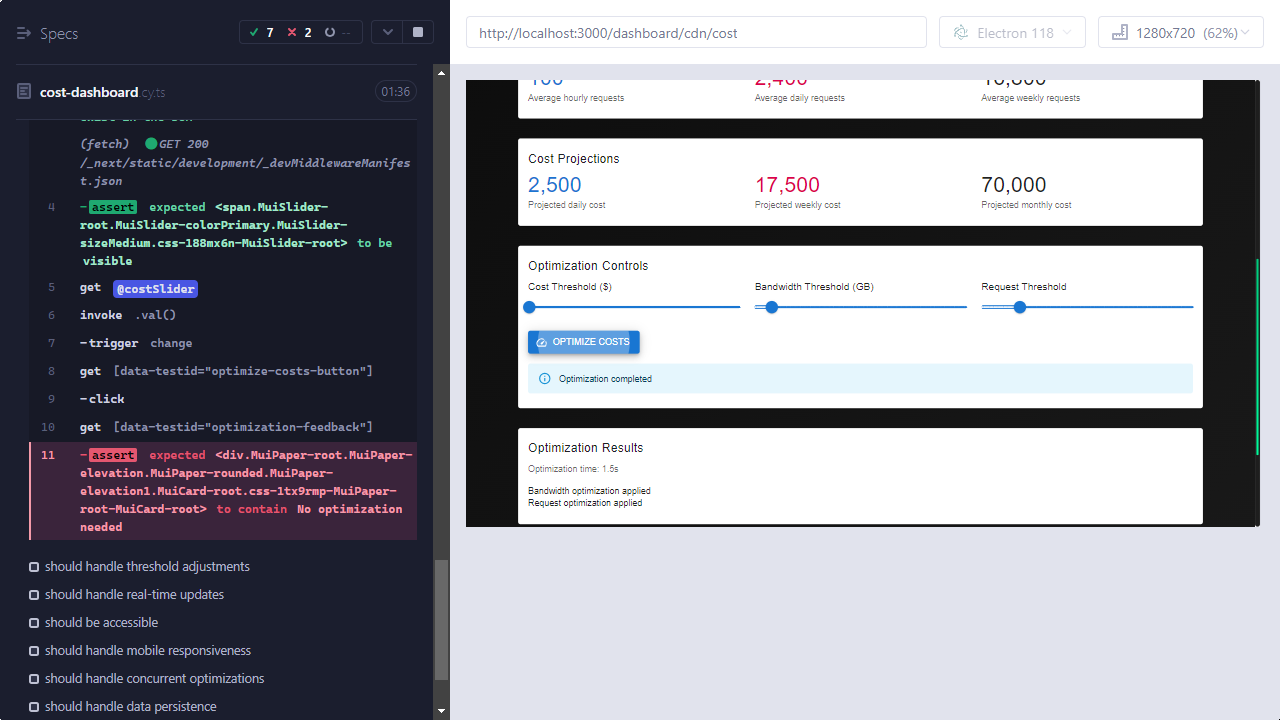 Specs
7
2
--
cost-dashboard.cy.ts
01:36
(fetch) GET 200
/_next/static/development/_devMiddlewareManifes
t.json
4 -assert expected <span.MuiSlider-
root.MuiSlider-colorPrimary.MuiSlider-
sizeMedium.css-188mx6n-MuiSlider-root> to be
visible
5 get @costSlider
6 invoke .val()
7 -trigger change
8 get [data-testid="optimize-costs-button"]
9 -click
10 get [data-testid="optimization-feedback"]
11 -assert expected <div.MuiPaper-root.MuiPaper-
elevation.MuiPaper-rounded.MuiPaper-
elevation1.MuiCard-root.css-1tx9rmp-MuiPaper-
root-MuiCard-root> to contain No optimization
needed
should handle threshold adjustments
should handle real-time updates
should be accessible
should handle mobile responsiveness
should handle concurrent optimizations
should handle data persistence
http://localhost:3000/dashboard/cdn/cost
Electron 118
1280x720 (62%)
Average hourly requests
Average daily requests
Average weekly requests
Cost Projections
2,500
17,500
70,000
Projected daily cost
Projected weekly cost
Projected monthly cost
Optimization Controls
Cost Threshold ($)
Bandwidth Threshold (GB)
Request Threshold
OPTIMIZE COSTS
Optimization completed
Optimization Results
Optimization time: 1.5s
Bandwidth optimization applied
Request optimization applied